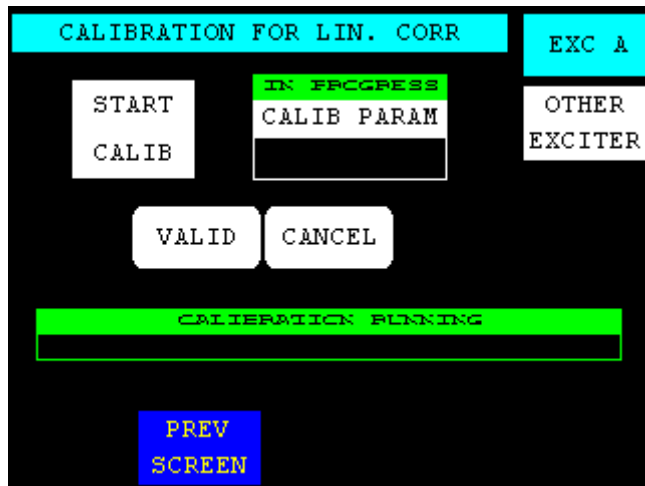 CALIBRATION FOR LIN. CORR
EXC A
START
CALIB
IN PROGRESS
CALIB PARAM
OTHER
EXCITER
VALID
CANCEL
CALIBRATION RUNNING
PREV
SCREEN